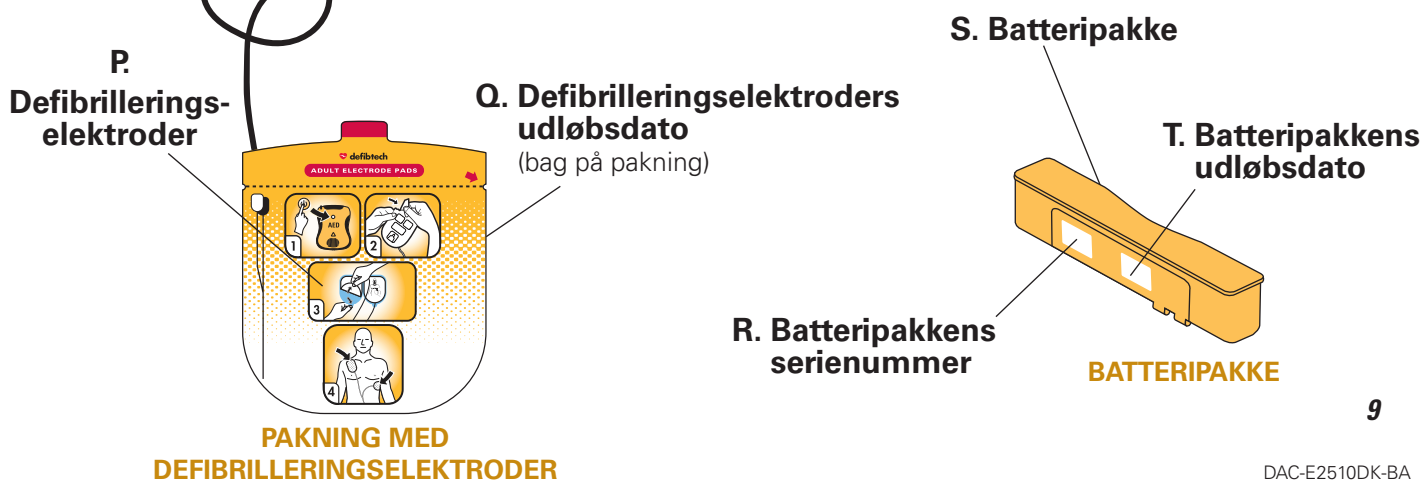 P.
Defibrillerings-
elektroder
Q. Defibrilleringselektroders
udløbsdato
(bag på pakning)
defibtech
ADULT ELECTRODE PADS
AED
1
2
3
4
PAKNING MED
DEFIBRILLERINGSELEKTRODER
S. Batteripakke
T. Batteripakkens
udløbsdato
R. Batteripakkens
serienummer
BATTERIPAKKE
9
DAC-E2510DK-BA